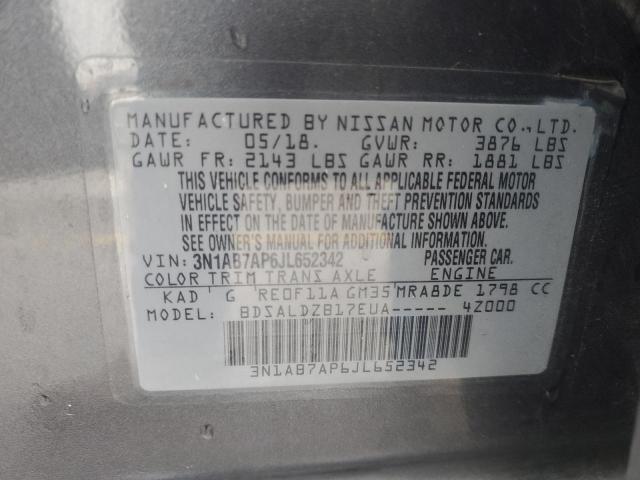 MANUFACTURED BY NISSAN MOTOR CO.,LTD.
DATE: 05/18. GVWR: 3876 LBS
GAWR FR: 2143 LBS GAWR RR: 1881 LBS
THIS VEHICLE CONFORMS TO ALL APPLICABLE FEDERAL MOTOR
VEHICLE SAFETY, BUMPER AND THEFT PREVENTION STANDARDS
IN EFFECT ON THE DATE OF MANUFACTURE SHOWN ABOVE.
SEE OWNER'S MANUAL FOR ADDITIONAL INFORMATION.
VIN: 3N1AB7AP6JL652342 PASSENGER CAR.
COLOR TRIM TRANS AXLE ENGINE
KAD G RE0F11A GM35 MRA8DE 1798 CC
MODEL: BDSALDZB17EUA----- 4Z000
3N1AB7AP6JL652342